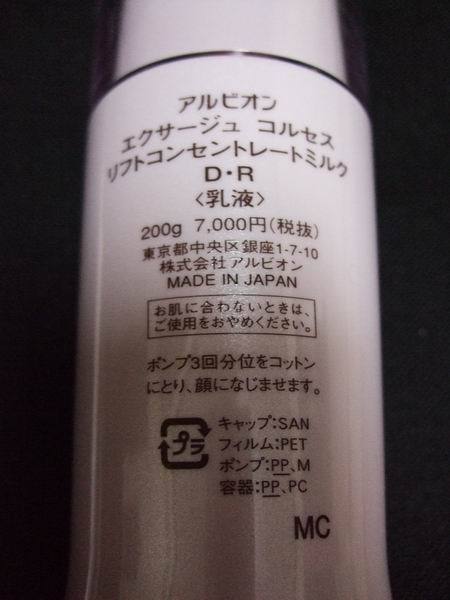 アルビオン
エクサージュ コルセス
リフトコンセントレートミルク
D・R
〈乳液〉
200g 7,000円(税抜)
東京都中央区銀座1-7-10
株式会社アルビオン
MADE IN JAPAN
お肌に合わないときは、
ご使用をおやめください。
ポンプ3回分位をコットン
にとり、顔になじませます。
プラ
キャップ:SAN
フィルム:PET
ポンプ:PP、M
容器:PP、PC
MC